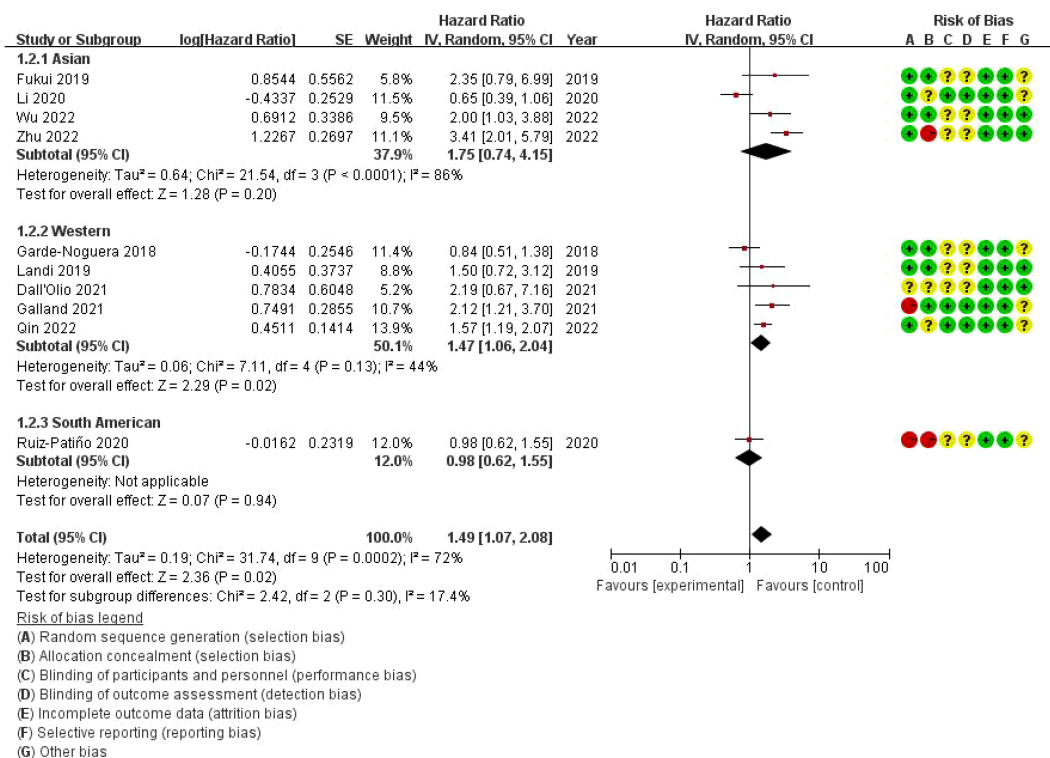 Hazard Ratio Hazard Ratio Risk of Bias
Study or Subgroup log[Hazard Ratio] SE Weight IV, Random, 95% CI Year IV, Random, 95% CI A B C D E F G
1.2.1 Asian
Fukui 2019 0.8544 0.5562 5.8% 2.35 [0.79, 6.99] 2019 + + ? ? + + ?
Li 2020 -0.4337 0.2529 11.5% 0.65 [0.39, 1.06] 2020 + ? + + + + ?
Wu 2022 0.6912 0.3386 9.5% 2.00 [1.03, 3.88] 2022 + + ? ? + + +
Zhu 2022 1.2267 0.2697 11.1% 3.41 [2.01, 5.79] 2022 + - ? ? + + +
Subtotal (95% CI) 37.9% 1.75 [0.74, 4.15]
Heterogeneity: Tau² = 0.64; Chi² = 21.54, df = 3 (P < 0.0001); I² = 86%
Test for overall effect: Z = 1.28 (P = 0.20)
1.2.2 Western
Garde-Noguera 2018 -0.1744 0.2546 11.4% 0.84 [0.51, 1.38] 2018 + + ? ? + + ?
Landi 2019 0.4055 0.3737 8.8% 1.50 [0.72, 3.12] 2019 + + ? ? + + +
Dall'Olio 2021 0.7834 0.6048 5.2% 2.19 [0.67, 7.16] 2021 ? ? ? ? + + +
Galland 2021 0.7491 0.2855 10.7% 2.12 [1.21, 3.70] 2021 - + + + + + ?
Qin 2022 0.4511 0.1414 13.9% 1.57 [1.19, 2.07] 2022 + ? + + + + ?
Subtotal (95% CI) 50.1% 1.47 [1.06, 2.04]
Heterogeneity: Tau² = 0.06; Chi² = 7.11, df = 4 (P = 0.13); I² = 44%
Test for overall effect: Z = 2.29 (P = 0.02)
1.2.3 South American
Ruiz-Patiño 2020 -0.0162 0.2319 12.0% 0.98 [0.62, 1.55] 2020 - - ? ? + + ?
Subtotal (95% CI) 12.0% 0.98 [0.62, 1.55]
Heterogeneity: Not applicable
Test for overall effect: Z = 0.07 (P = 0.94)
Total (95% CI) 100.0% 1.49 [1.07, 2.08]
Heterogeneity: Tau² = 0.19; Chi² = 31.74, df = 9 (P = 0.0002); I² = 72%
Test for overall effect: Z = 2.36 (P = 0.02)
Test for subgroup differences: Chi² = 2.42, df = 2 (P = 0.30), I² = 17.4%
0.01 0.1 1 10 100
Favours [experimental] Favours [control]
Risk of bias legend
(A) Random sequence generation (selection bias)
(B) Allocation concealment (selection bias)
(C) Blinding of participants and personnel (performance bias)
(D) Blinding of outcome assessment (detection bias)
(E) Incomplete outcome data (attrition bias)
(F) Selective reporting (reporting bias)
(G) Other bias